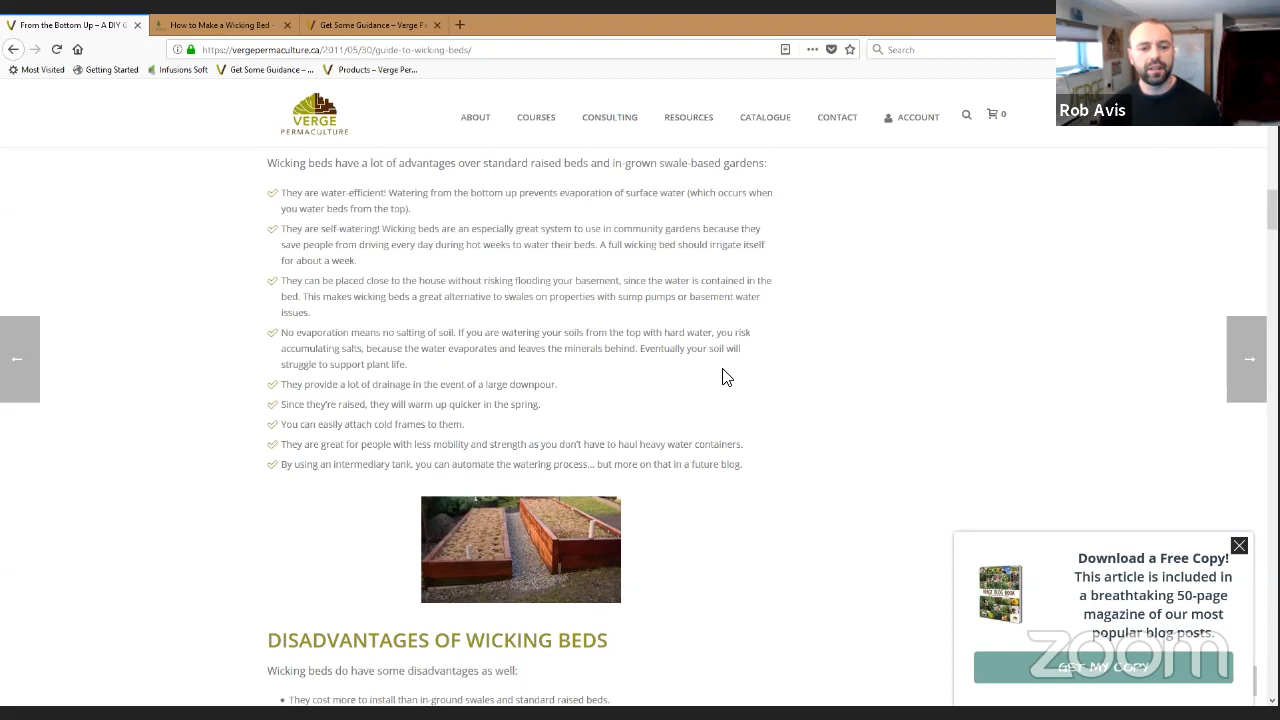 From the Bottom Up – A DIY G
How to Make a Wicking Bed -
Get Some Guidance – Verge Fe
https://vergepermaculture.ca/2011/05/30/guide-to-wicking-beds/
Search
Most Visited
Getting Started
Infusions Soft
Get Some Guidance – ...
Products – Verge Per...
Rob Avis
VERGE
PERMACULTURE
ABOUT
COURSES
CONSULTING
RESOURCES
CATALOGUE
CONTACT
ACCOUNT
0
Wicking beds have a lot of advantages over standard raised beds and in-grown swale-based gardens:
They are water-efficient! Watering from the bottom up prevents evaporation of surface water (which occurs when
you water beds from the top).
They are self-watering! Wicking beds are an especially great system to use in community gardens because they
save people from driving every day during hot weeks to water their beds. A full wicking bed should irrigate itself
for about a week.
They can be placed close to the house without risking flooding your basement, since the water is contained in the
bed. This makes wicking beds a great alternative to swales on properties with sump pumps or basement water
issues.
No evaporation means no salting of soil. If you are watering your soils from the top with hard water, you risk
accumulating salts, because the water evaporates and leaves the minerals behind. Eventually your soil will
struggle to support plant life.
They provide a lot of drainage in the event of a large downpour.
Since they're raised, they will warm up quicker in the spring.
You can easily attach cold frames to them.
They are great for people with less mobility and strength as you don't have to haul heavy water containers.
By using an intermediary tank, you can automate the watering process... but more on that in a future blog.
DISADVANTAGES OF WICKING BEDS
Wicking beds do have some disadvantages as well:
They cost more to install than in-ground swales and standard raised beds.
Download a Free Copy!
This article is included in
a breathtaking 50-page
magazine of our most
popular blog posts.
VERGE BLOG BOOK
GET MY COPY
zoom